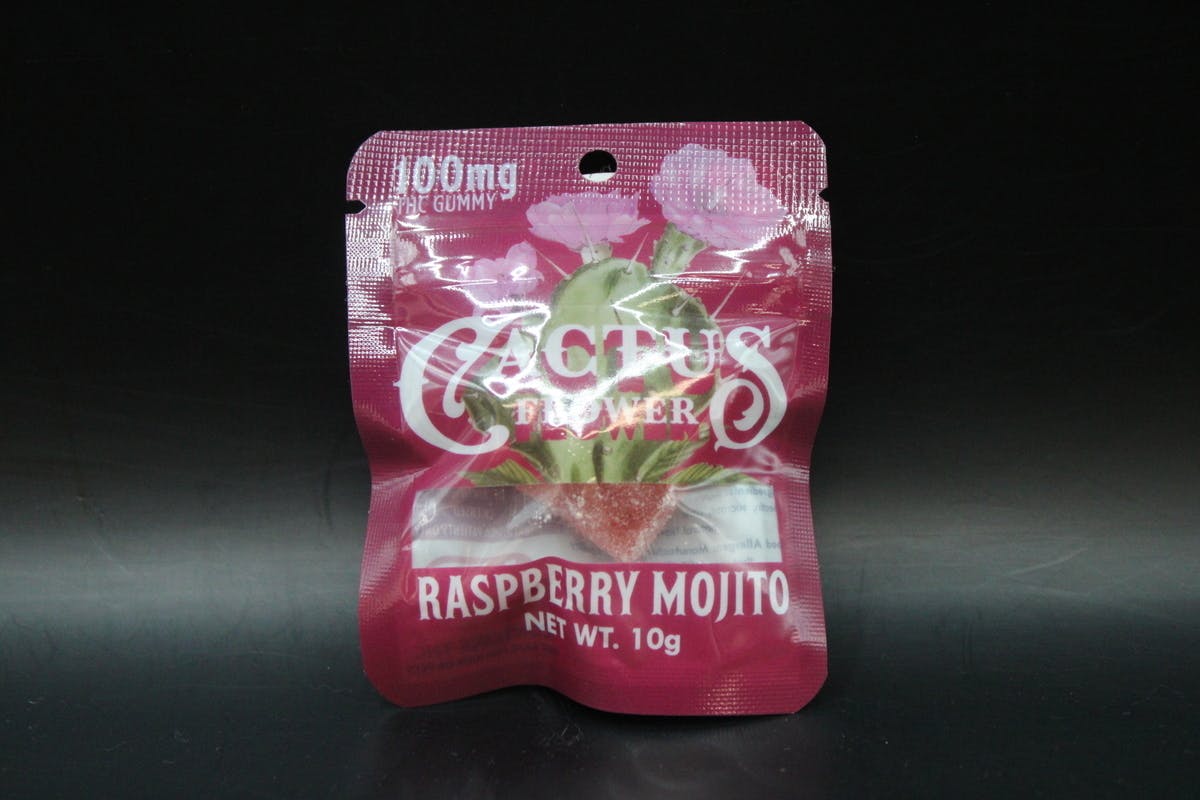 100mg
THC GUMMY
CACTUS
FLOWER
RASPBERRY MOJITO
NET WT. 10g